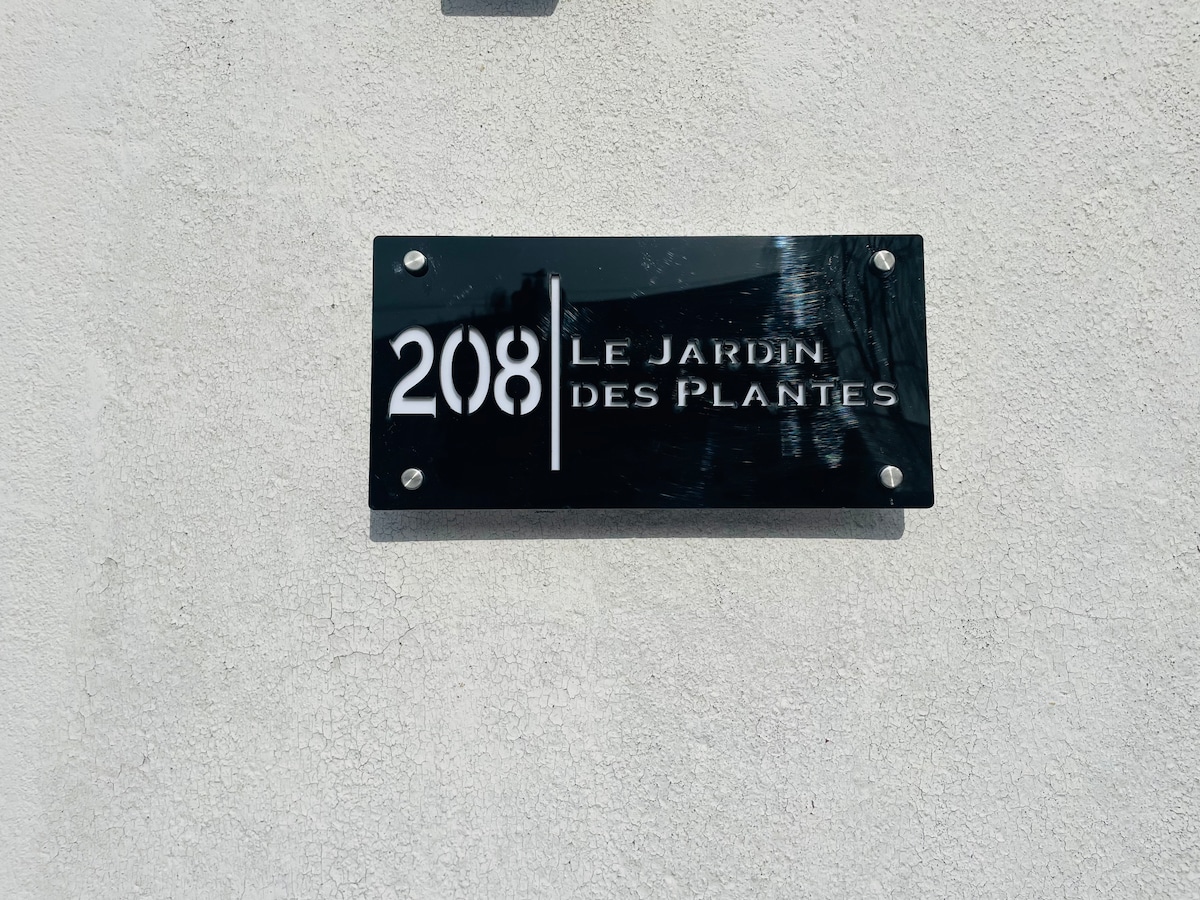 208
Le Jardin
des Plantes